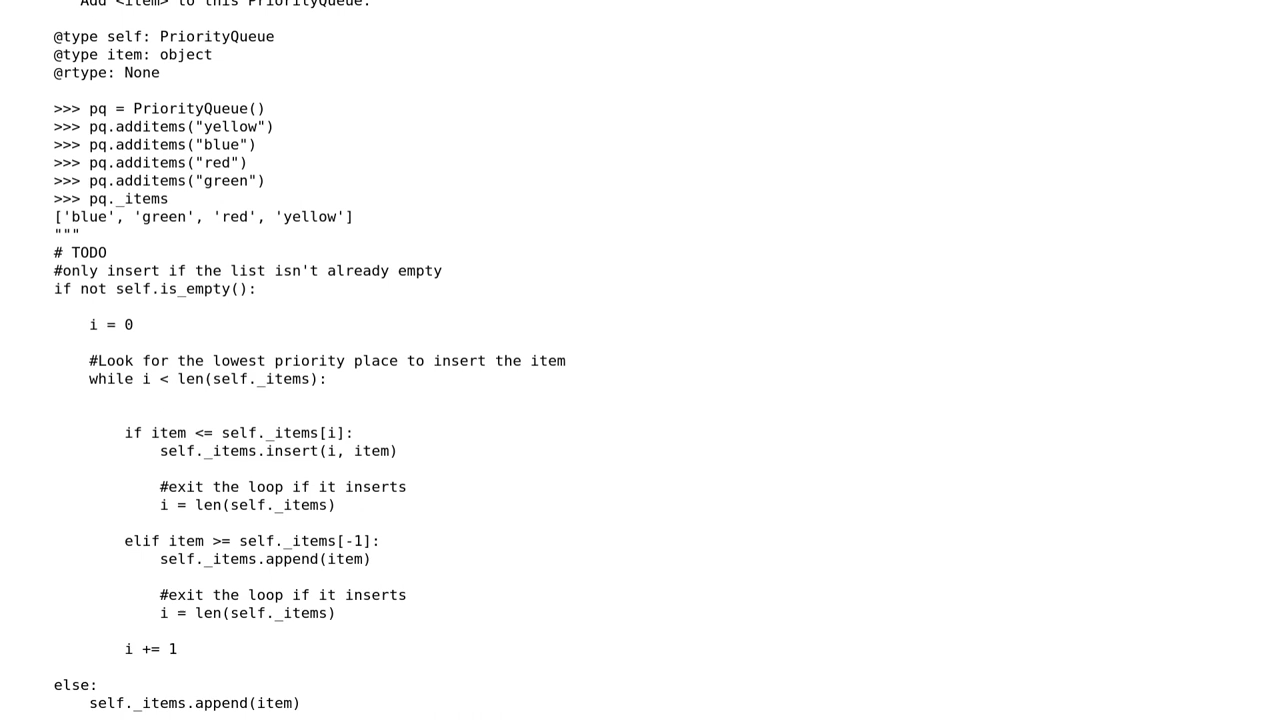 Add <item> to this PriorityQueue.
@type self: PriorityQueue
@type item: object
@rtype: None
>>> pq = PriorityQueue()
>>> pq.additems("yellow")
>>> pq.additems("blue")
>>> pq.additems("red")
>>> pq.additems("green")
>>> pq._items
['blue', 'green', 'red', 'yellow']
"""
# TODO
#only insert if the list isn't already empty
if not self.is_empty():
i = 0
#Look for the lowest priority place to insert the item
while i < len(self._items):
if item <= self._items[i]:
self._items.insert(i, item)
#exit the loop if it inserts
i = len(self._items)
elif item >= self._items[-1]:
self._items.append(item)
#exit the loop if it inserts
i = len(self._items)
i += 1
else:
self._items.append(item)